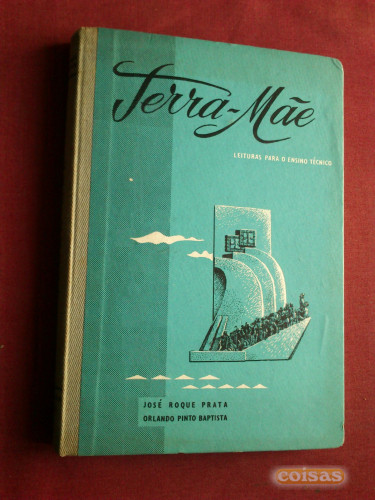 Terra-Mãe
LEITURAS PARA O ENSINO TÉCNICO
JOSÉ ROQUE PRATA
ORLANDO PINTO BAPTISTA
coisas